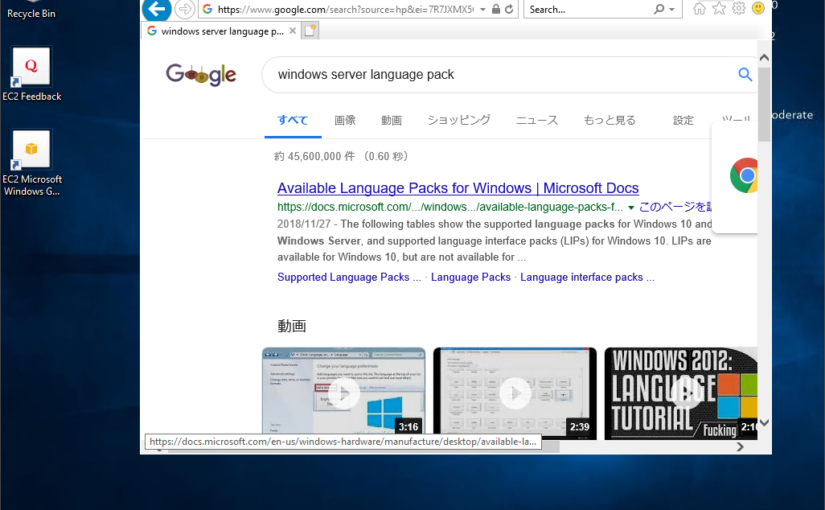 Recycle Bin
EC2 Feedback
EC2 Microsoft
Windows G...
https://www.google.com/search?source=hp&ei=7R7JXMX5
Search...
windows server language p...
Google
windows server language pack
すべて 画像 動画 ショッピング ニュース もっと見る 設定 ツール
約 45,600,000 件 （0.60 秒）
Available Language Packs for Windows | Microsoft Docs
https://docs.microsoft.com/.../windows.../available-language-packs-f... このページを
2018/11/27 - The following tables show the supported language packs for Windows 10 and
Windows Server, and supported language interface packs (LIPs) for Windows 10. LIPs are
available for Windows 10, but are not available for ...
Supported Language Packs ... · Language Packs · Language interface packs ...
動画
3:16
2:39
WINDOWS 2012:
LANGUAGE
TUTORIAL
Fucking
https://docs.microsoft.com/en-us/windows-hardware/manufacture/desktop/available-la...
oderate